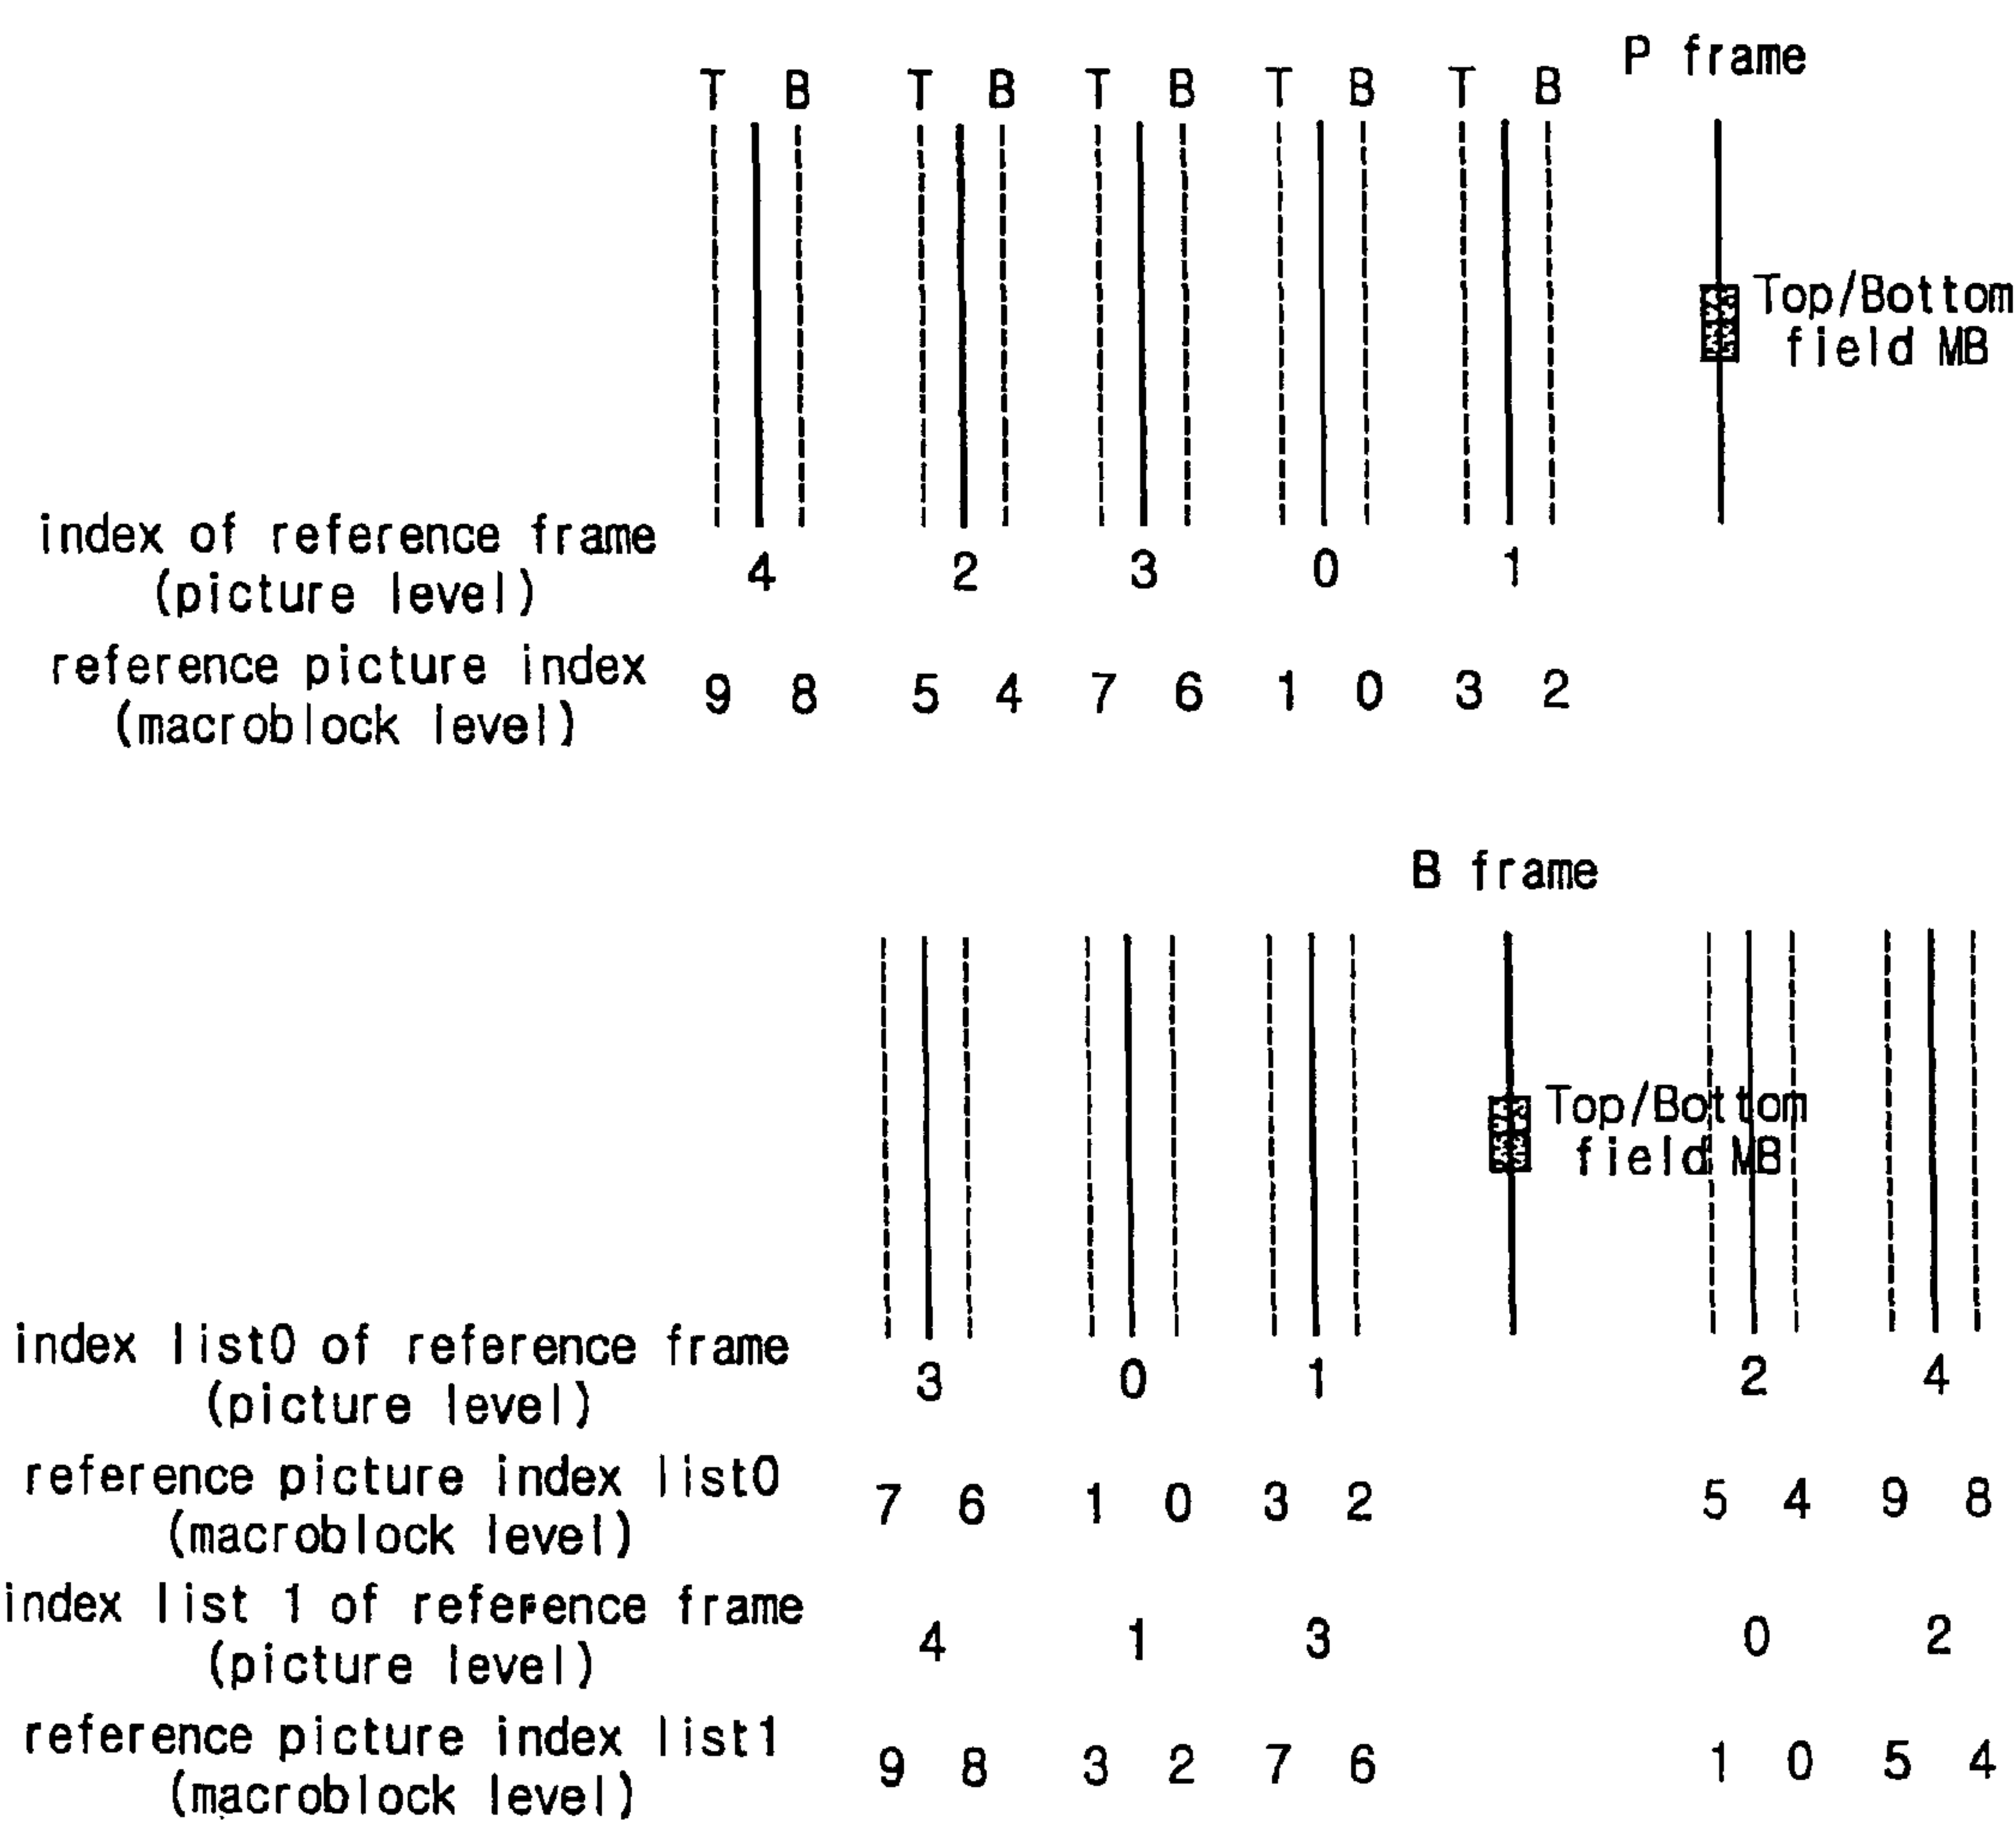 P frame
T B T B T B T B T B
Top/Bottom
field MB
index of reference frame
(picture level)
4 2 3 0 1
reference picture index
(macroblock level)
9 8 5 4 7 6 1 0 3 2
B frame
Top/Bottom
field MB
index list0 of reference frame
(picture level)
3 0 1 2 4
reference picture index list0
(macroblock level)
7 6 1 0 3 2 5 4 9 8
index list 1 of reference frame
(picture level)
4 1 3 0 2
reference picture index list1
(macroblock level)
9 8 3 2 7 6 1 0 5 4